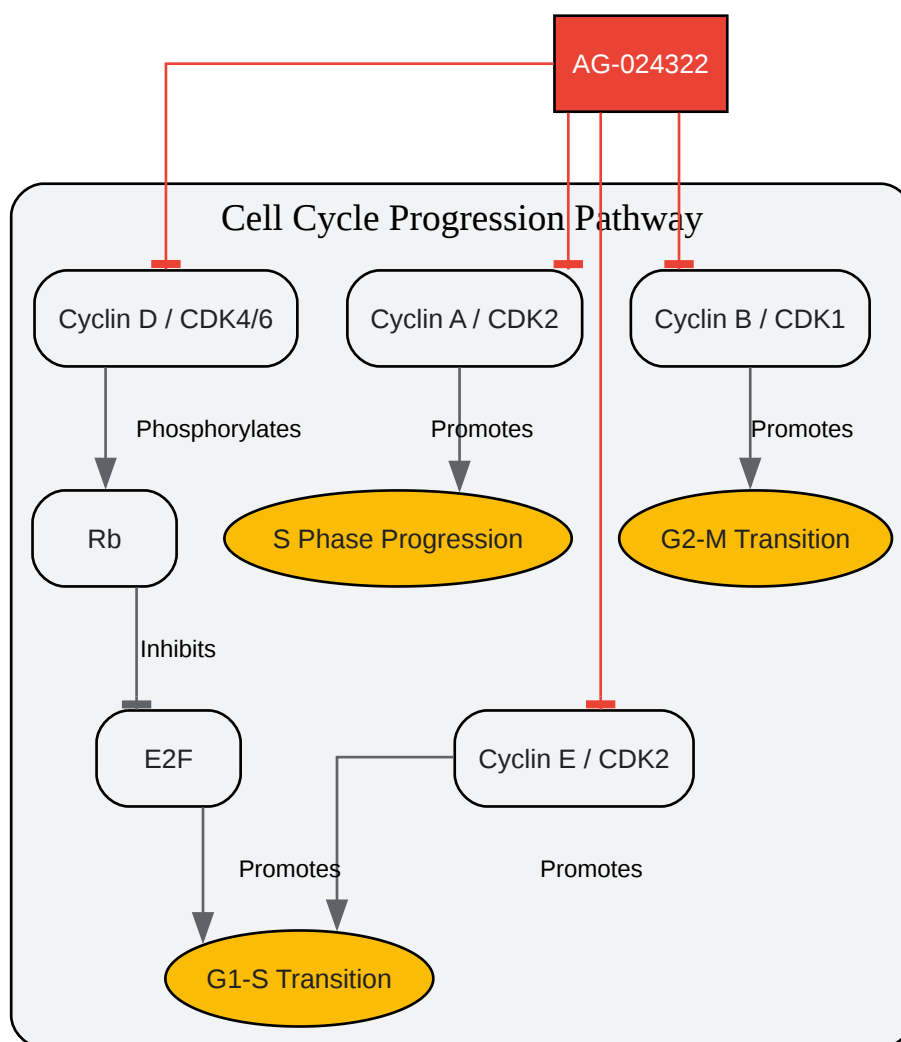 AG-024322
Cell Cycle Progression Pathway
Cyclin D / CDK4/6
Cyclin A / CDK2
Cyclin B / CDK1
Phosphorylates
Promotes
Promotes
Rb
S Phase Progression
G2-M Transition
Inhibits
E2F
Cyclin E / CDK2
Promotes
Promotes
G1-S Transition